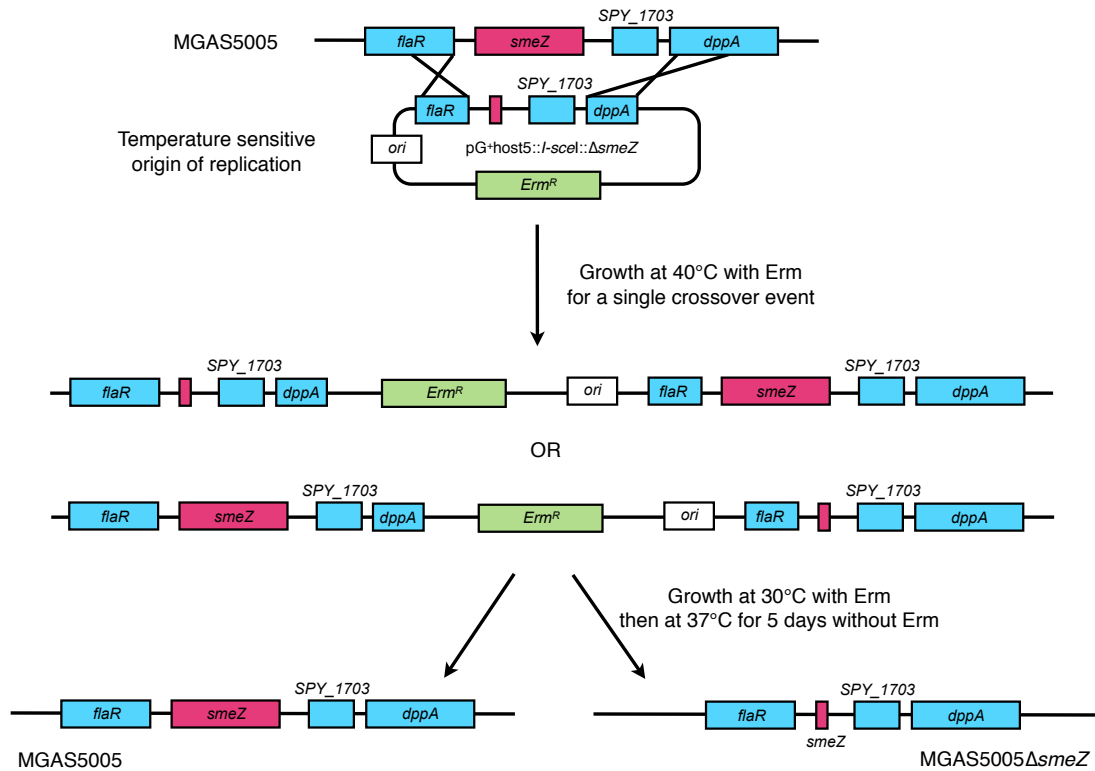 SPY_1703
MGAS5005
flaR
smeZ
dppA
SPY_1703
flaR
dppA
Temperature sensitive
origin of replication
ori
pG+host5::I-sceI::ΔsmeZ
Erm^R
Growth at 40°C with Erm
for a single crossover event
SPY_1703
SPY_1703
flaR
dppA
Erm^R
ori
flaR
smeZ
dppA
OR
SPY_1703
SPY_1703
flaR
smeZ
dppA
Erm^R
ori
flaR
dppA
Growth at 30°C with Erm
then at 37°C for 5 days without Erm
SPY_1703
flaR
smeZ
dppA
MGAS5005
SPY_1703
flaR
dppA
smeZ
MGAS5005ΔsmeZ